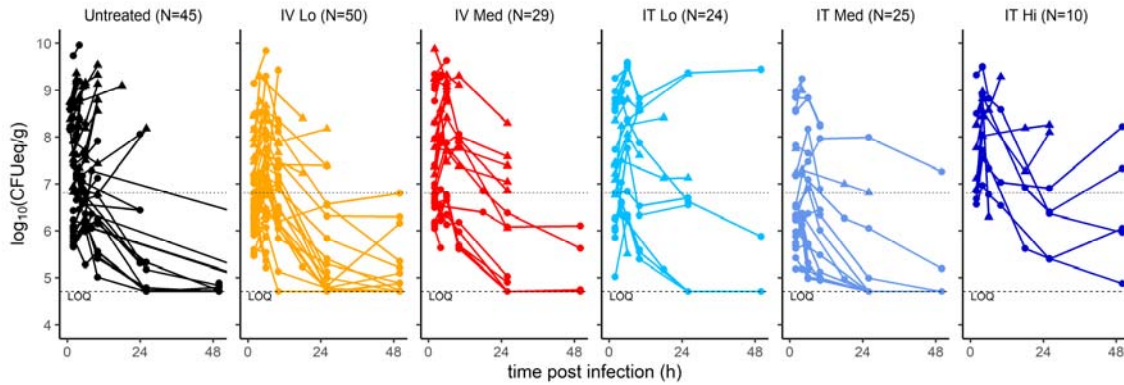 Untreated (N=45) IV Lo (N=50) IV Med (N=29) IT Lo (N=24) IT Med (N=25) IT Hi (N=10)
log10(CFUeq/g)
10
9
8
7
6
5
4
LOQ LOQ LOQ LOQ LOQ LOQ
0 24 48 0 24 48 0 24 48 0 24 48 0 24 48 0 24 48
time post infection (h)